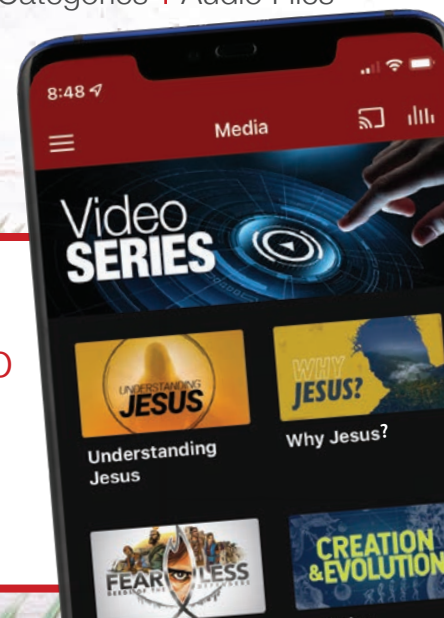 Categories | Audio Files
8:48
Media
Video
SERIES
UNDERSTANDING
JESUS
WHY
JESUS?
Understanding
Jesus
Why Jesus?
FEARLESS
CREATION
&EVOLUTION